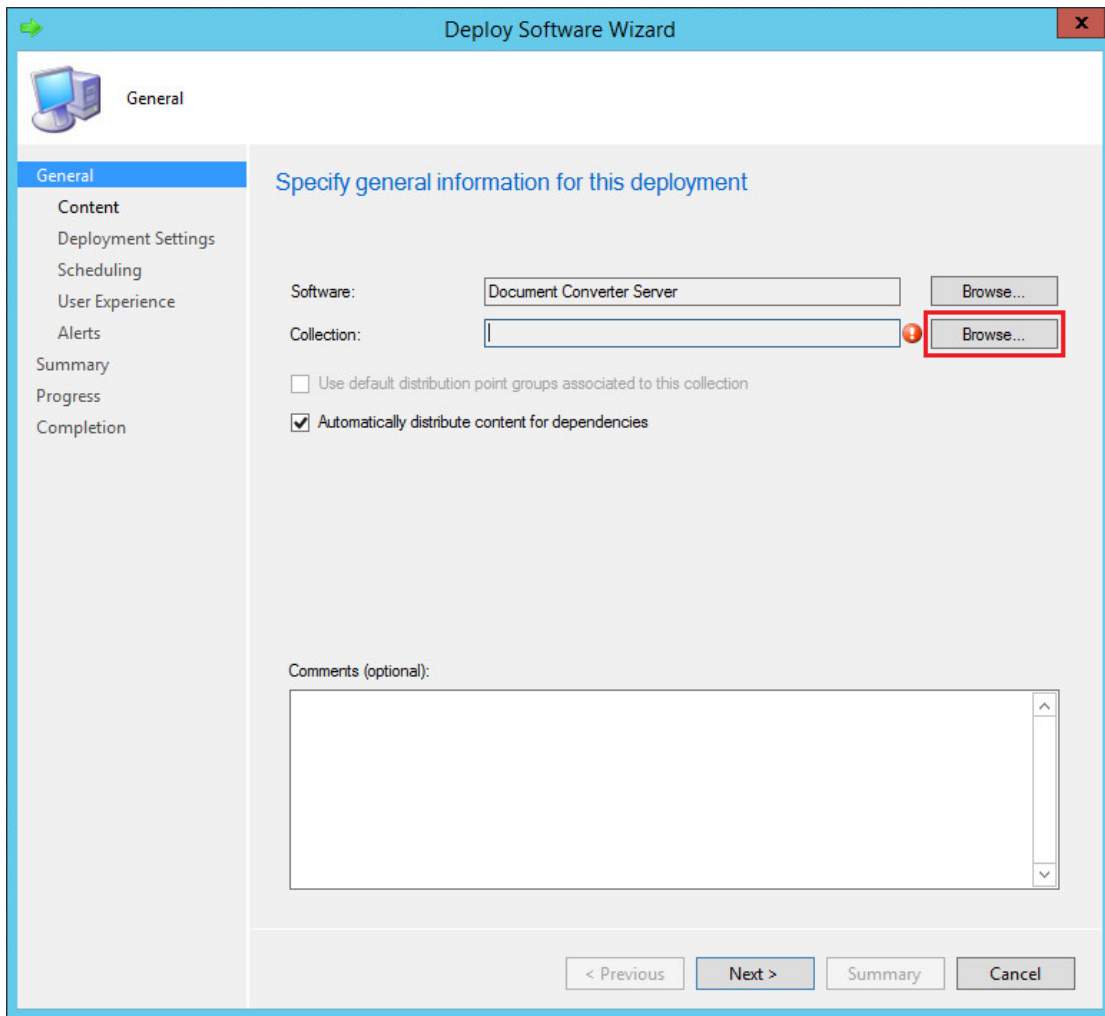 Deploy Software Wizard
x
General
General
Content
Deployment Settings
Scheduling
User Experience
Alerts
Summary
Progress
Completion
Specify general information for this deployment
Software: Document Converter Server Browse...
Collection: Browse...
Use default distribution point groups associated to this collection
Automatically distribute content for dependencies
Comments (optional):
< Previous Next > Summary Cancel